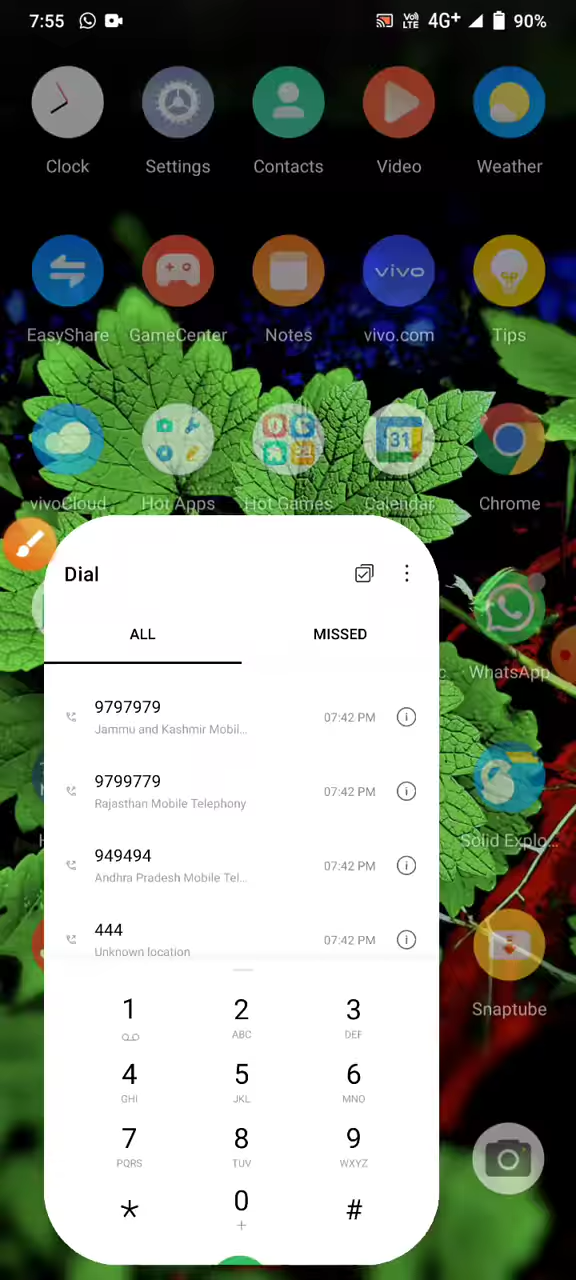 7:55
VoLTE 4G+ 90%
Clock Settings Contacts Video Weather
vivo
EasyShare GameCenter Notes vivo.com Tips
31
vivoCloud Hot Apps Hot Games Calendar Chrome
Dial
ALL MISSED
WhatsApp
9797979
Jammu and Kashmir Mobil...
07:42 PM
9799779
Rajasthan Mobile Telephony
07:42 PM
Solid Explo...
949494
Andhra Pradesh Mobile Tel...
07:42 PM
444
Unknown location
07:42 PM
Snaptube
1 2 3
ABC DEF
4 5 6
GHI JKL MNO
7 8 9
PQRS TUV WXYZ
* 0 #
+